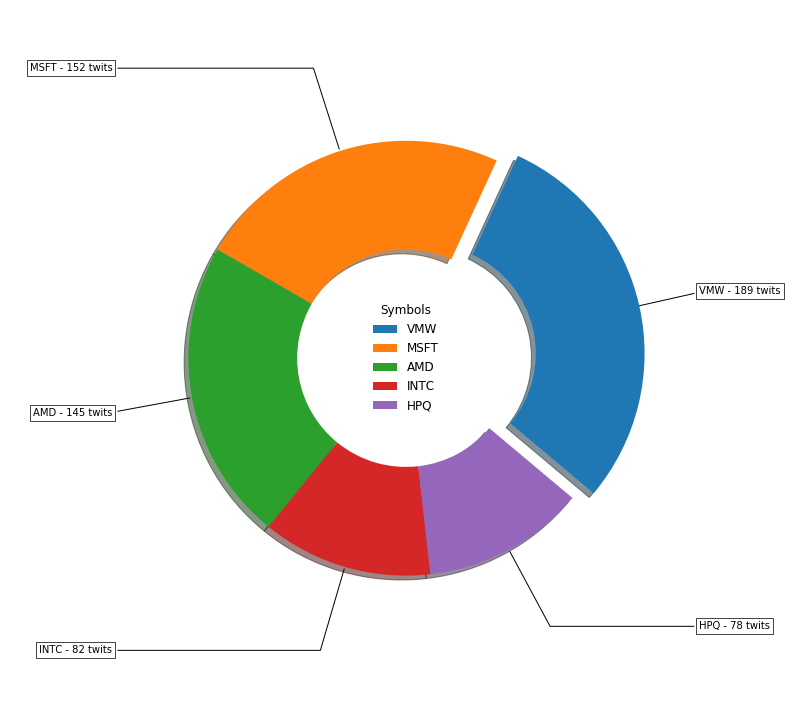 MSFT - 152 twits
VMW - 189 twits
Symbols
VMW
MSFT
AMD
INTC
HPQ
AMD - 145 twits
HPQ - 78 twits
INTC - 82 twits